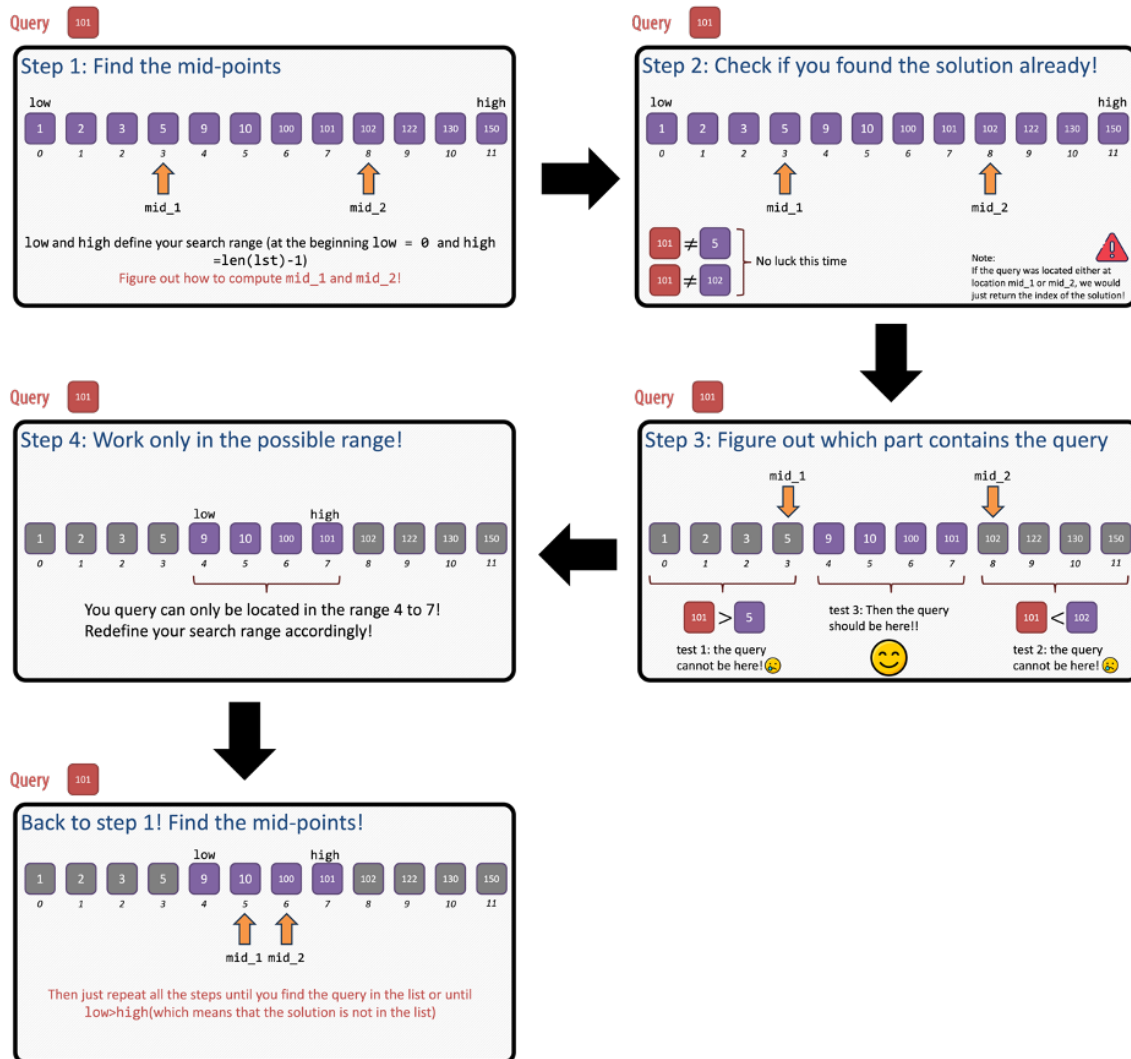 Query 101
Step 1: Find the mid-points
low high
1 2 3 5 9 10 100 101 102 122 130 150
0 1 2 3 4 5 6 7 8 9 10 11
mid_1 mid_2
low and high define your search range (at the beginning low = 0 and high
=len(lst)-1)
Figure out how to compute mid_1 and mid_2!
Query 101
Step 2: Check if you found the solution already!
low high
1 2 3 5 9 10 100 101 102 122 130 150
0 1 2 3 4 5 6 7 8 9 10 11
mid_1 mid_2
101 ≠ 5
101 ≠ 102
No luck this time
Note:
If the query was located either at
location mid_1 or mid_2, we would
just return the index of the solution!
Query 101
Step 3: Figure out which part contains the query
mid_1 mid_2
1 2 3 5 9 10 100 101 102 122 130 150
0 1 2 3 4 5 6 7 8 9 10 11
101 > 5
test 1: the query
cannot be here!
test 3: Then the query
should be here!!
101 < 102
test 2: the query
cannot be here!
Query 101
Step 4: Work only in the possible range!
low high
1 2 3 5 9 10 100 101 102 122 130 150
0 1 2 3 4 5 6 7 8 9 10 11
You query can only be located in the range 4 to 7!
Redefine your search range accordingly!
Query 101
Back to step 1! Find the mid-points!
low high
1 2 3 5 9 10 100 101 102 122 130 150
0 1 2 3 4 5 6 7 8 9 10 11
mid_1 mid_2
Then just repeat all the steps until you find the query in the list or until
low>high(which means that the solution is not in the list)